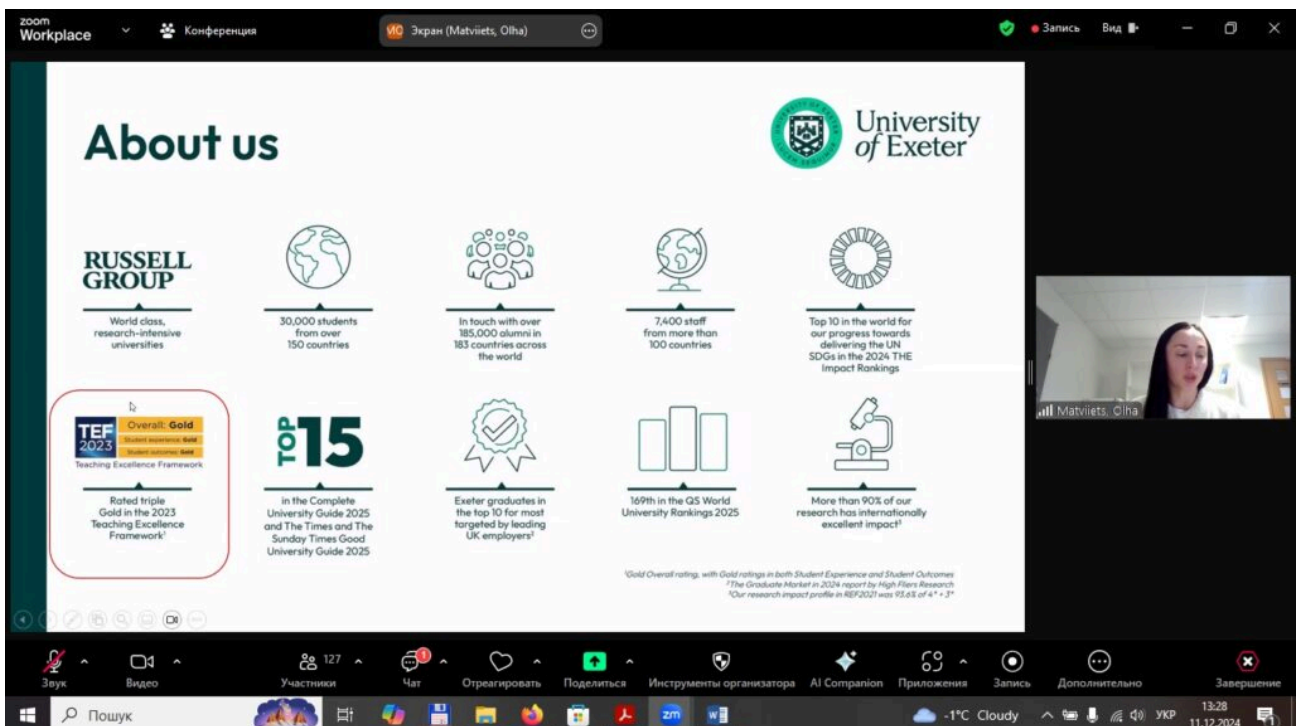 zoom
Workplace
Конференция
ИО Экран (Matviiets, Olha)
Запись
Вид
About us
University
of Exeter
RUSSELL
GROUP
World class,
research-intensive
universities
30,000 students
from over
150 countries
In touch with over
185,000 alumni in
183 countries across
the world
7,400 staff
from more than
100 countries
Top 10 in the world for
our progress towards
delivering the UN
SDGs in the 2024 THE
Impact Rankings
TEF
2023
Overall: Gold
Student experience: Gold
Student outcomes: Gold
Teaching Excellence Framework
Rated triple
Gold in the 2023
Teaching Excellence
Framework¹
TOP 15
in the Complete
University Guide 2025
and The Times and The
Sunday Times Good
University Guide 2025
Exeter graduates in
the top 10 for most
targeted by leading
UK employers²
169th in the QS World
University Rankings 2025
More than 90% of our
research has internationally
excellent impact³
¹Gold Overall rating, with Gold ratings in both Student Experience and Student Outcomes
²The Graduate Market in 2024 report by High Fliers Research
³Our research impact profile in REF2021 was 93.6% of 4* + 3*
Matviiets, Olha
Звук
Видео
127
Участники
1
Чат
Отреагировать
Поделиться
Инструменты организатора
AI Companion
Приложения
Запись
Дополнительно
Завершение
Пошук
zm
-1°C Cloudy
УКР
13:28
11.12.2024